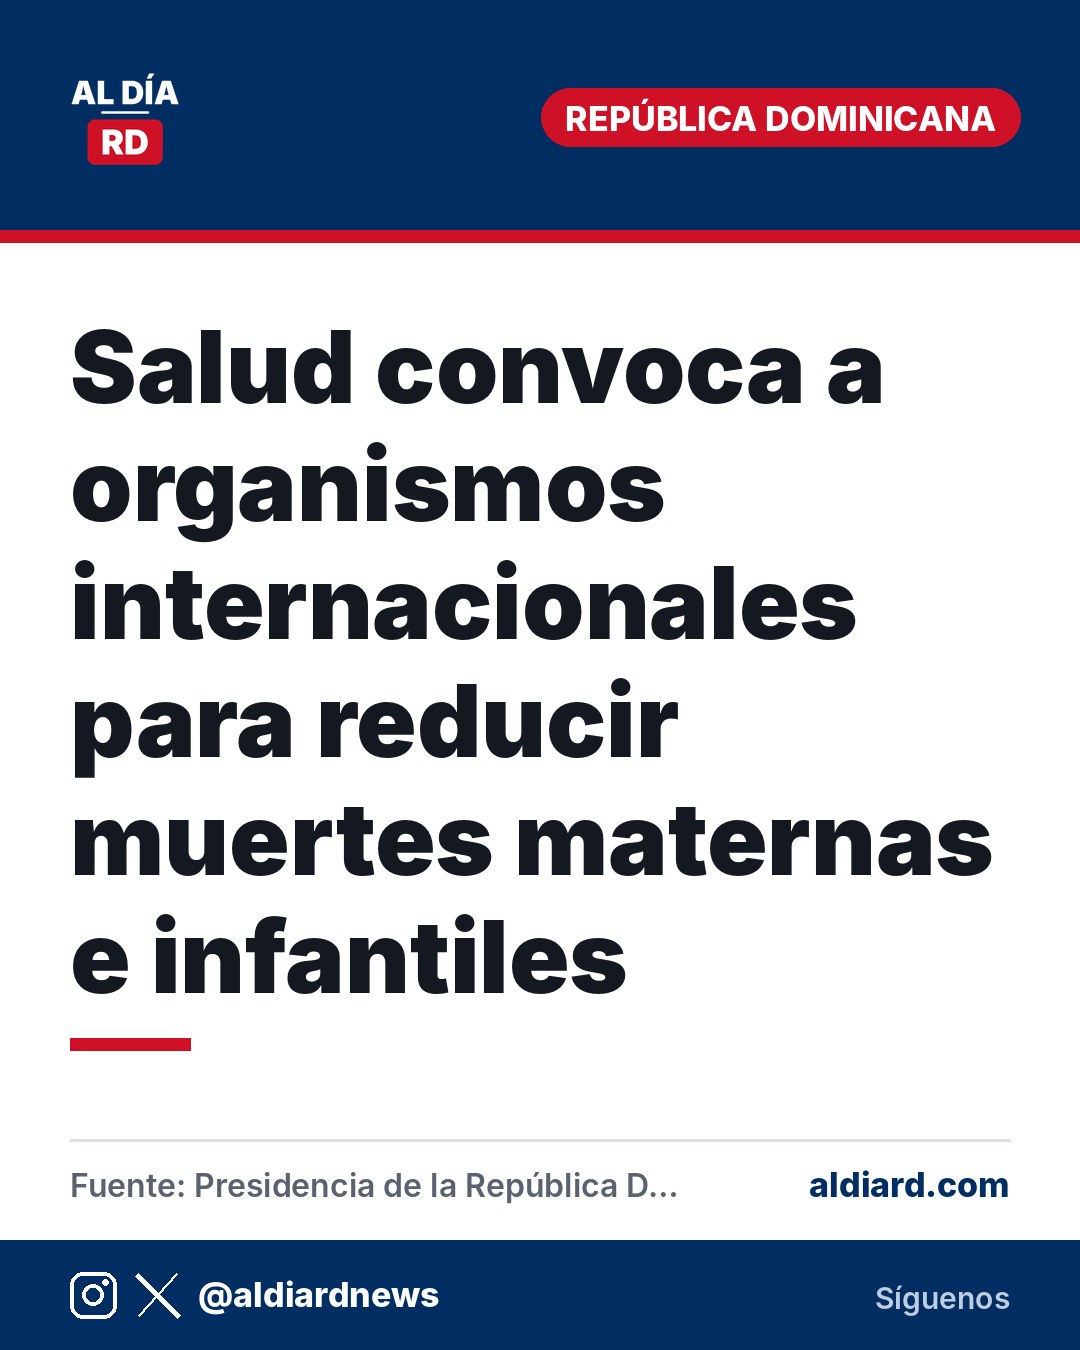 AL DÍA
RD
REPÚBLICA DOMINICANA
Salud convoca a
organismos
internacionales
para reducir
muertes maternas
e infantiles
Fuente: Presidencia de la República D...
aldiard.com
@aldiardnews
Síguenos